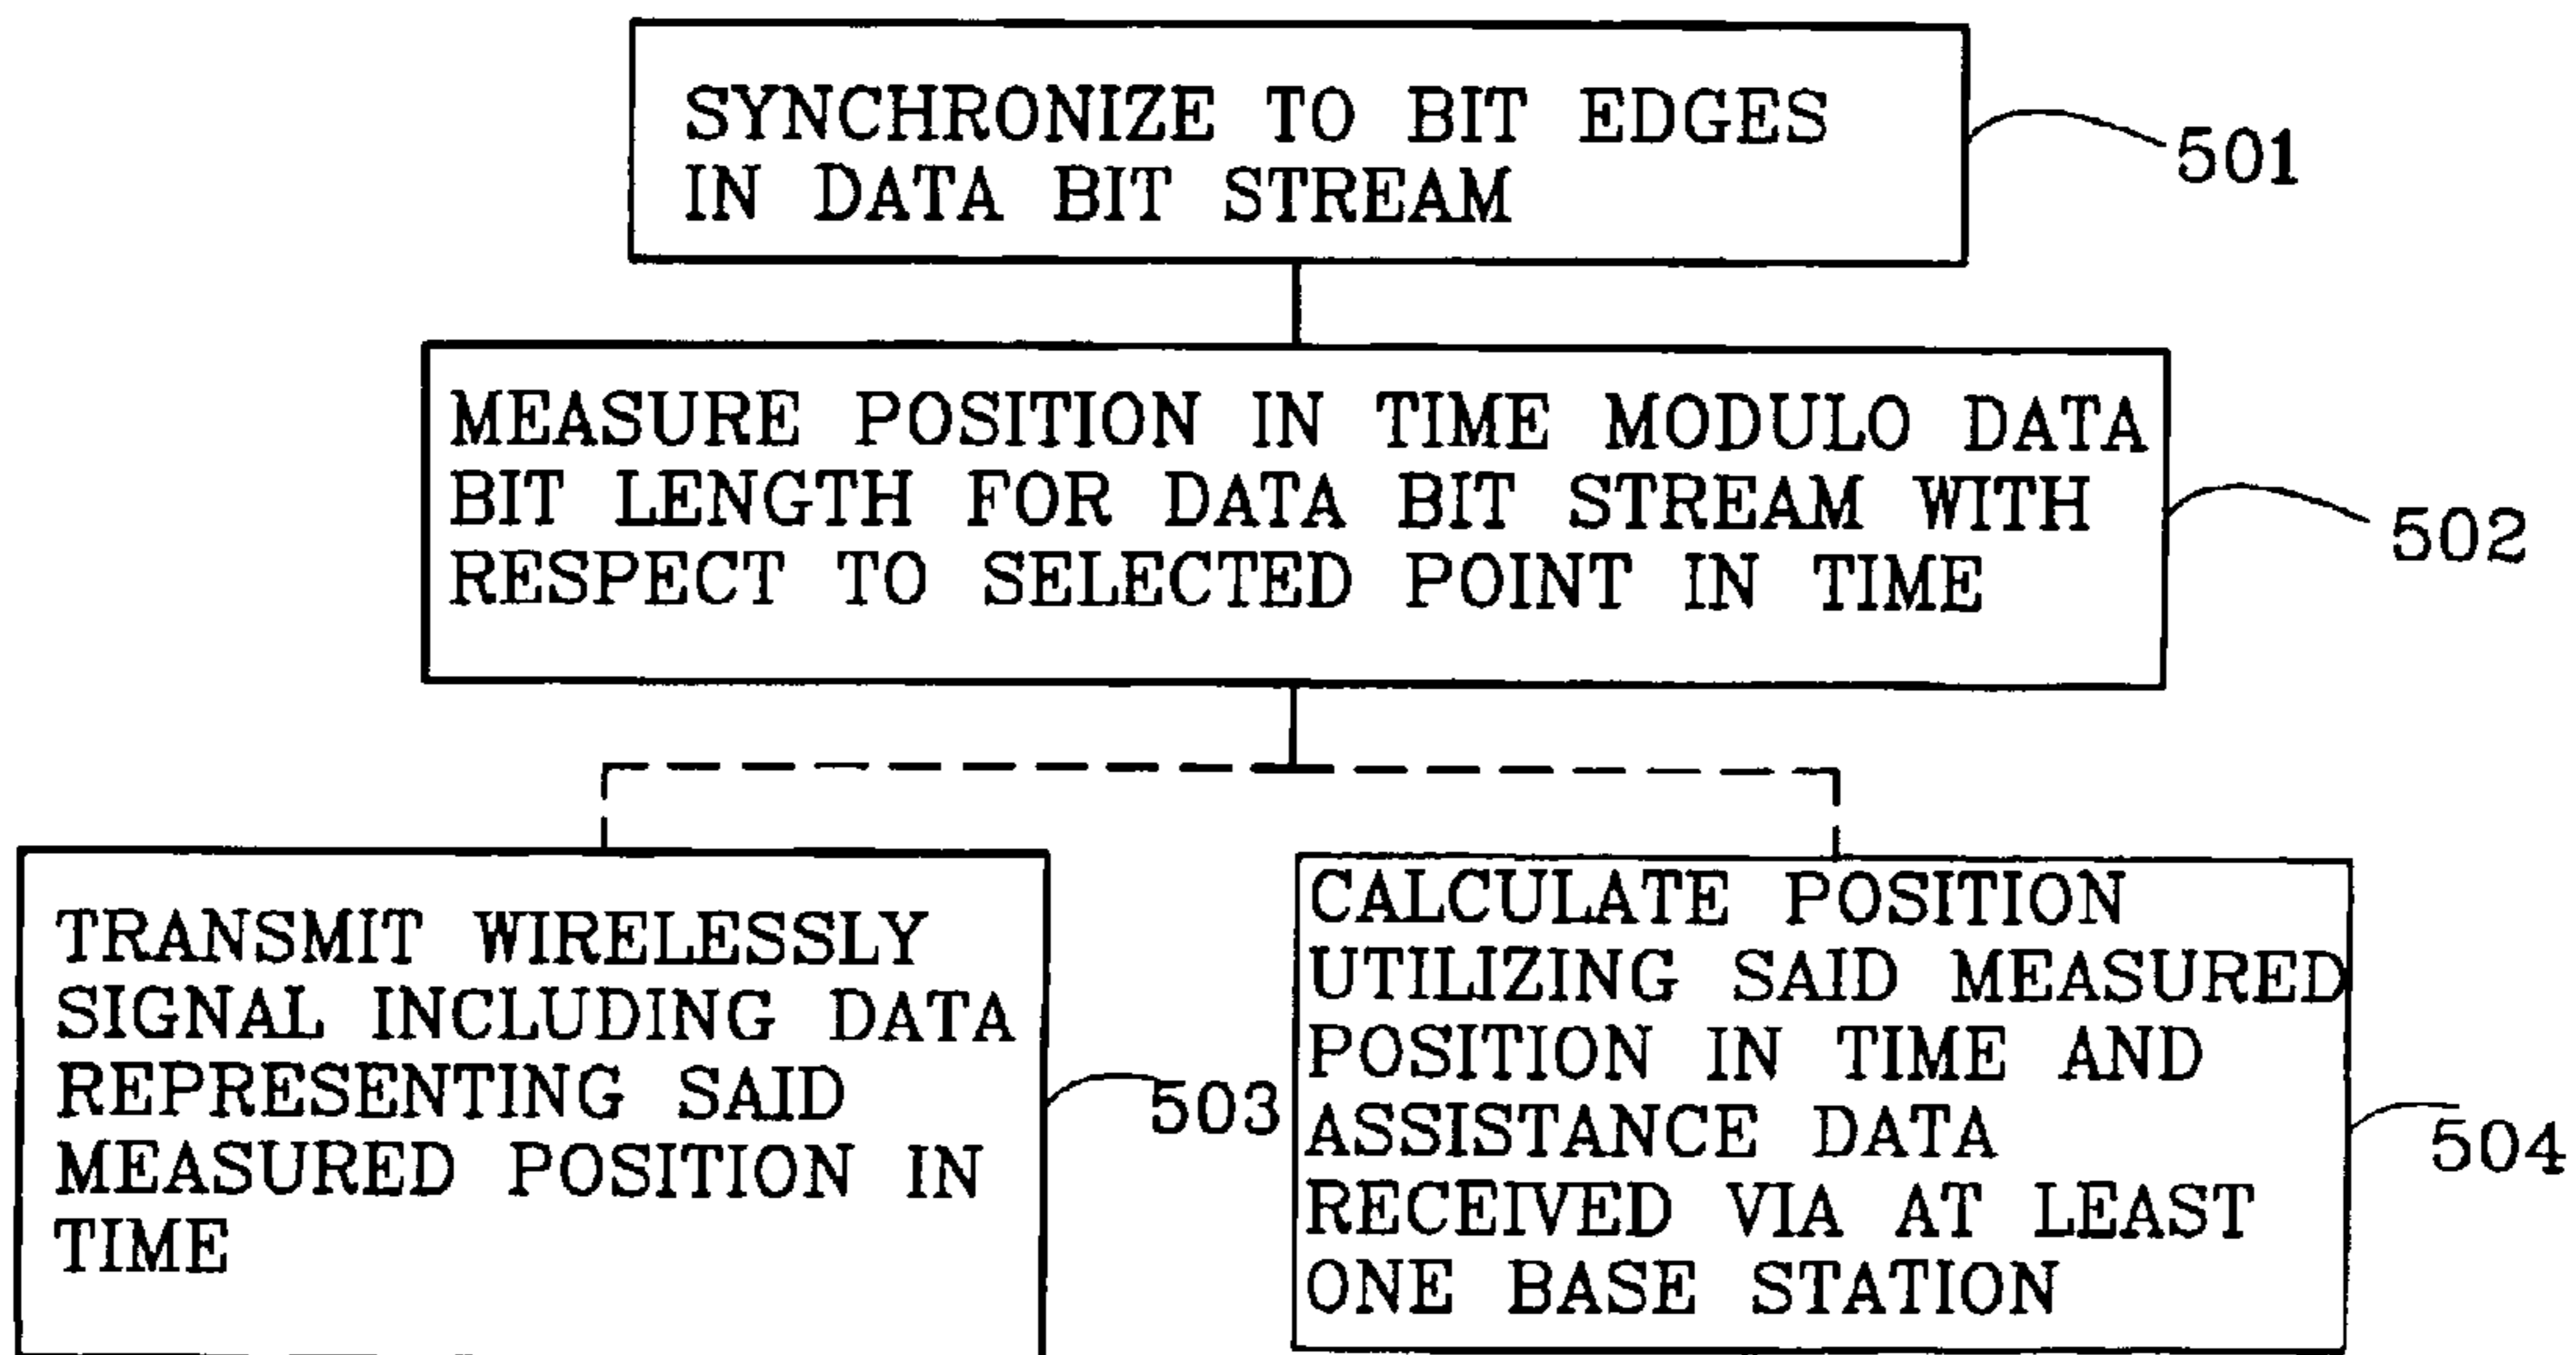 SYNCHRONIZE TO BIT EDGES
IN DATA BIT STREAM
501
MEASURE POSITION IN TIME MODULO DATA
BIT LENGTH FOR DATA BIT STREAM WITH
RESPECT TO SELECTED POINT IN TIME
502
TRANSMIT WIRELESSLY
SIGNAL INCLUDING DATA
REPRESENTING SAID
MEASURED POSITION IN
TIME
503
CALCULATE POSITION
UTILIZING SAID MEASURED
POSITION IN TIME AND
ASSISTANCE DATA
RECEIVED VIA AT LEAST
ONE BASE STATION
504